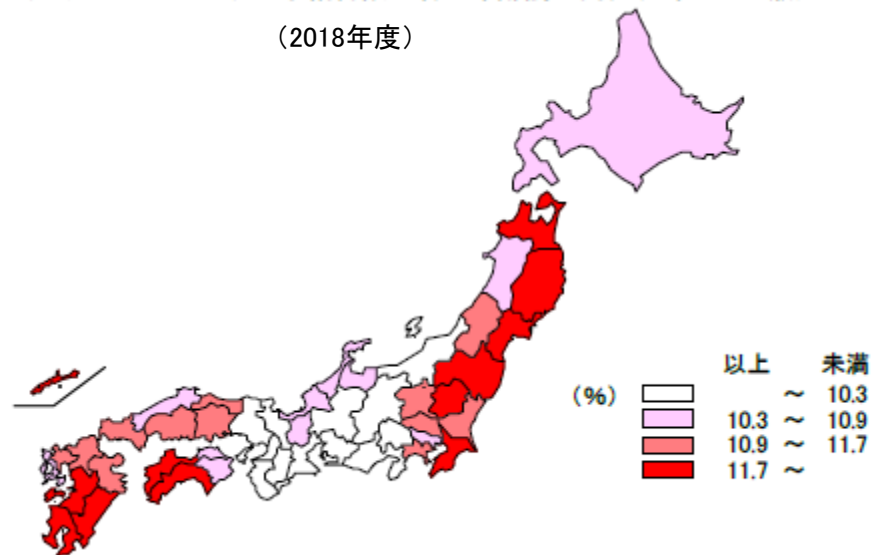 （2018年度）
以上 未満
（%） ～ 10.3
10.3 ～ 10.9
10.9 ～ 11.7
11.7 ～